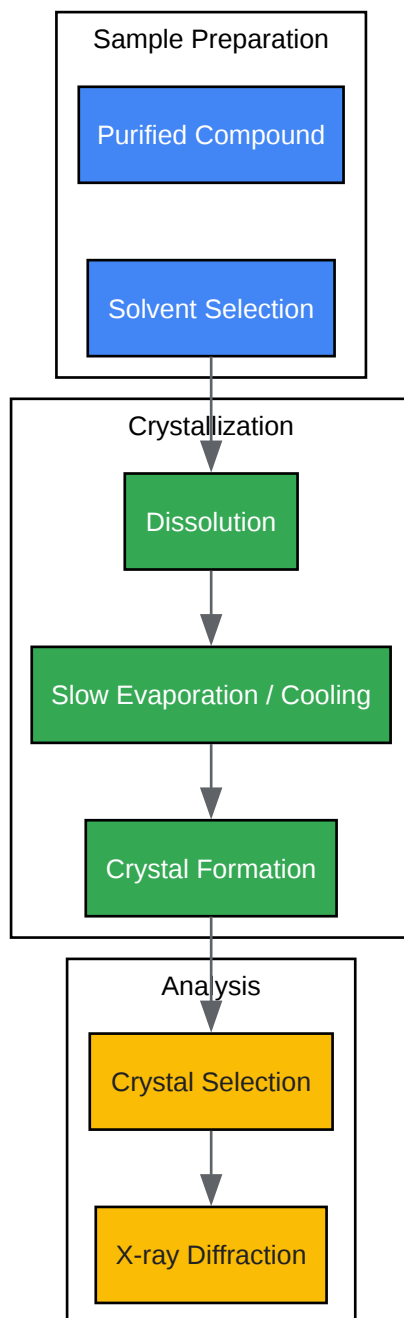 Sample Preparation
Purified Compound
Solvent Selection
Crystallization
Dissolution
Slow Evaporation / Cooling
Crystal Formation
Analysis
Crystal Selection
X-ray Diffraction